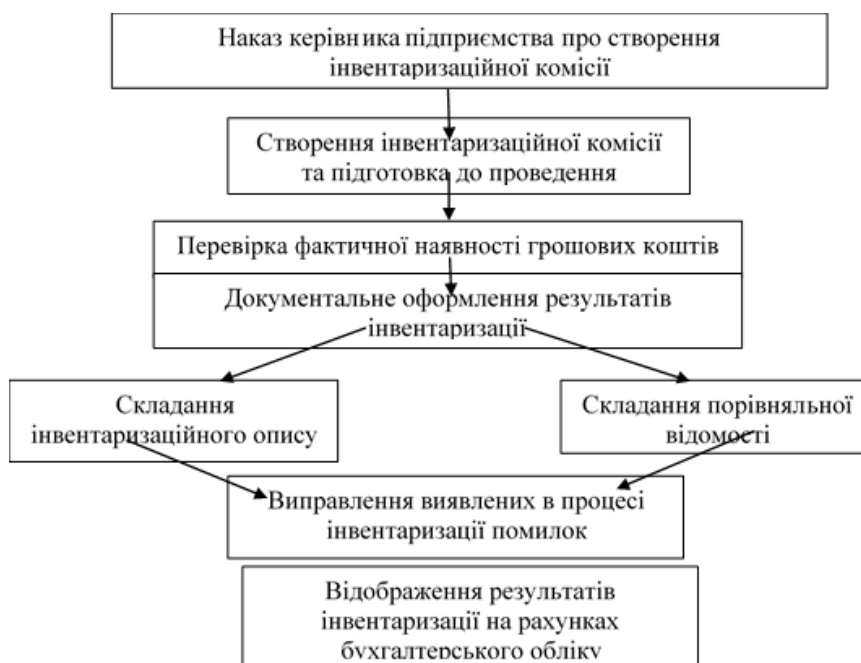 Наказ керівника підприємства про створення
інвентаризаційної комісії
Створення інвентаризаційної комісії
та підготовка до проведення
Перевірка фактичної наявності грошових коштів
Документальне оформлення результатів
інвентаризації
Складання
інвентаризаційного опису
Складання порівняльної
відомості
Виправлення виявлених в процесі
інвентаризації помилок
Відображення результатів
інвентаризації на рахунках
бухгалтерського обліку